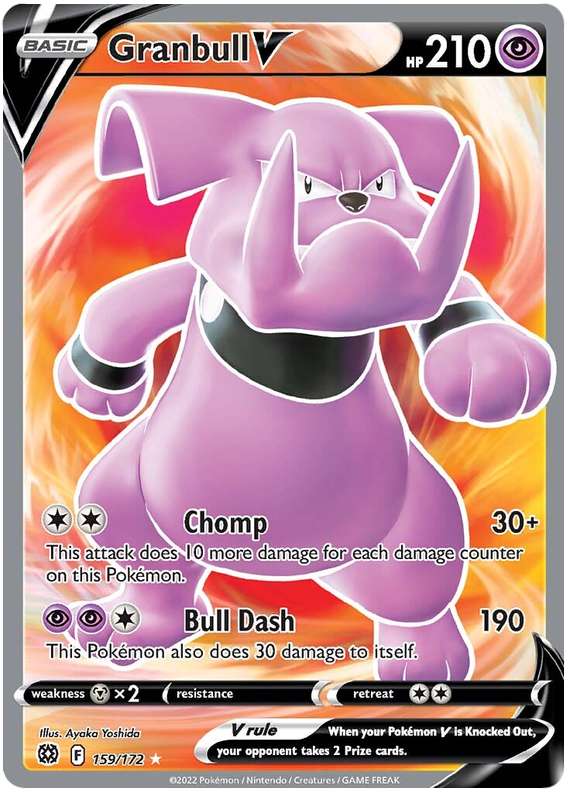 BASIC Granbull V HP 210
Chomp 30+
This attack does 10 more damage for each damage counter
on this Pokémon.
Bull Dash 190
This Pokémon also does 30 damage to itself.
weakness ×2 resistance retreat
Illus. Ayaka Yoshida
V rule When your Pokémon V is Knocked Out,
your opponent takes 2 Prize cards.
F 159/172
©2022 Pokémon / Nintendo / Creatures / GAME FREAK